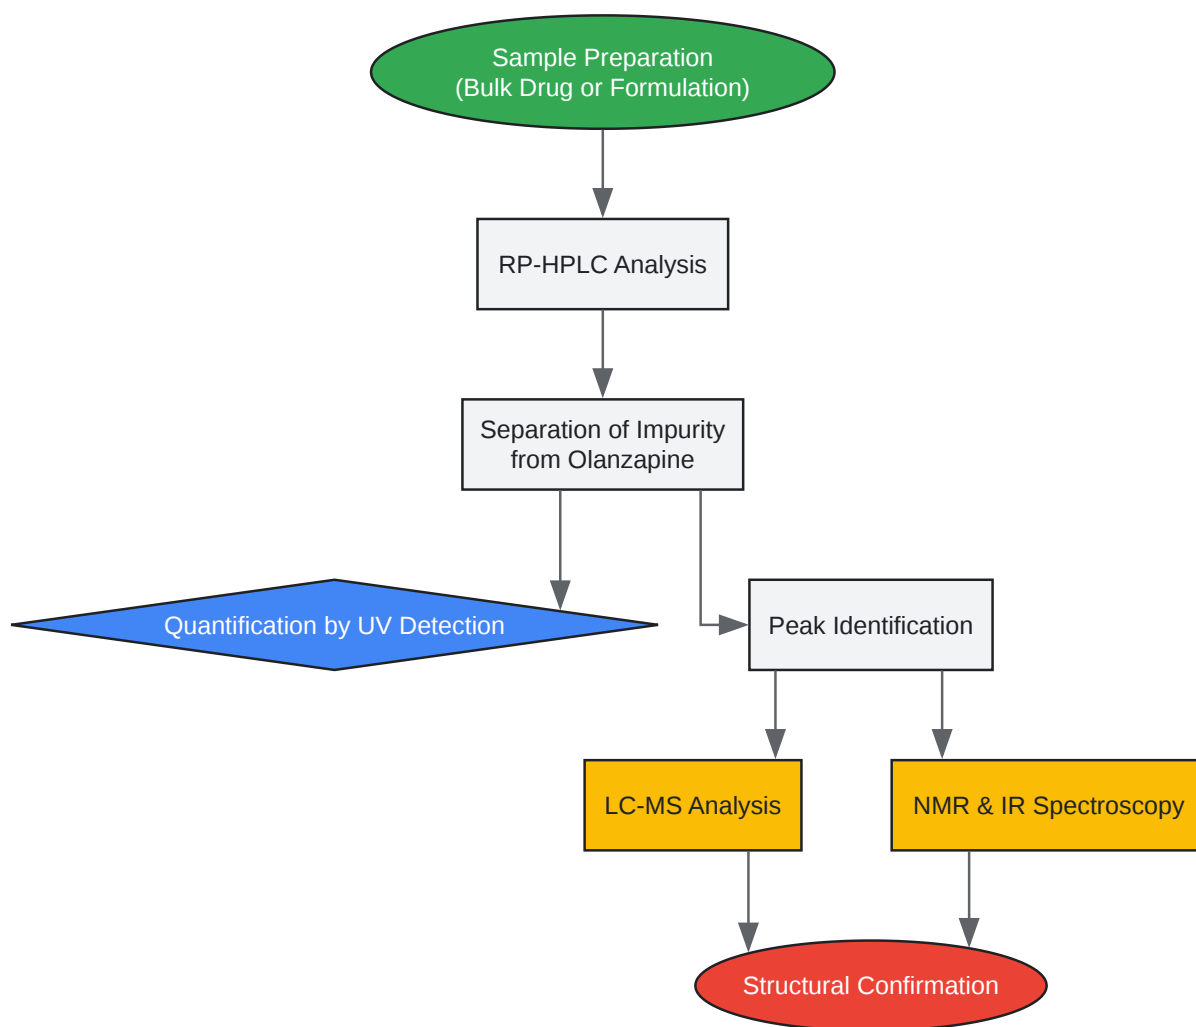 Sample Preparation
(Bulk Drug or Formulation)
RP-HPLC Analysis
Separation of Impurity
from Olanzapine
Quantification by UV Detection
Peak Identification
LC-MS Analysis
NMR & IR Spectroscopy
Structural Confirmation